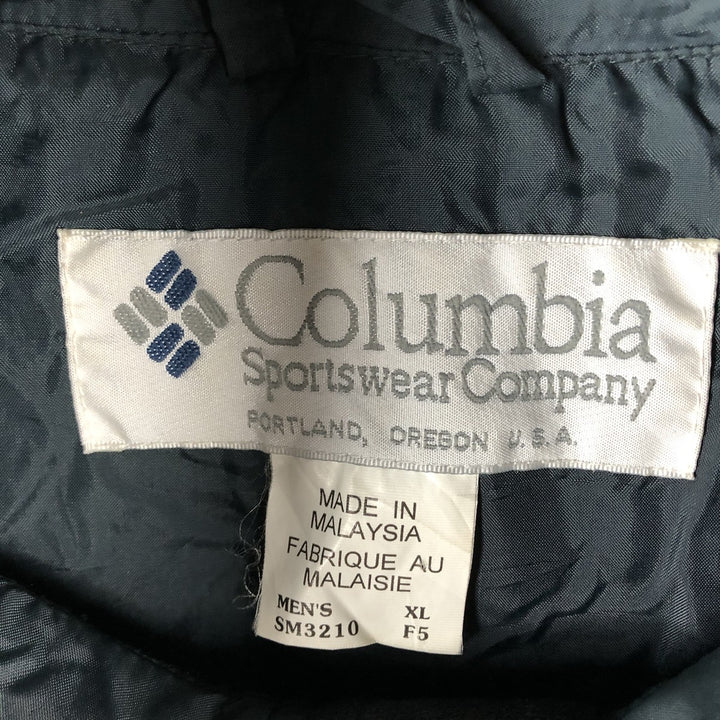 Columbia
Sportswear Company
PORTLAND, OREGON U.S.A.
MADE IN
MALAYSIA
FABRIQUE AU
MALAISIE
MEN'S XL
SM3210 F5